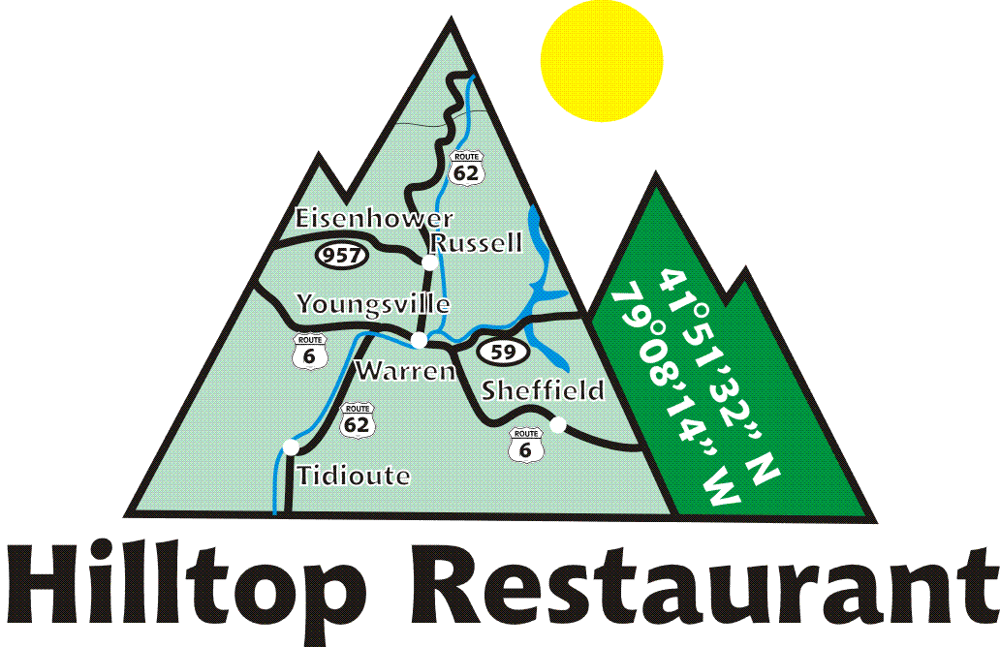 ROUTE
62
Eisenhower
Russell
957
Youngsville
ROUTE
6
59
Warren
Sheffield
ROUTE
62
ROUTE
6
Tidioute
41°51’32” N
79°08’14” W
Hilltop Restaurant